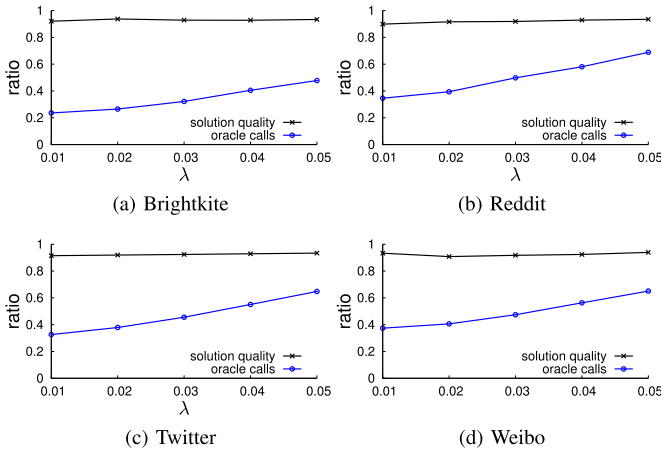 1
0.8
0.6
0.4
0.2
0
ratio
solution quality
oracle calls
0.01 0.02 0.03 0.04 0.05
λ
(a) Brightkite
1
0.8
0.6
0.4
0.2
0
ratio
solution quality
oracle calls
0.01 0.02 0.03 0.04 0.05
λ
(b) Reddit
1
0.8
0.6
0.4
0.2
0
ratio
solution quality
oracle calls
0.01 0.02 0.03 0.04 0.05
λ
(c) Twitter
1
0.8
0.6
0.4
0.2
0
ratio
solution quality
oracle calls
0.01 0.02 0.03 0.04 0.05
(d) Weibo